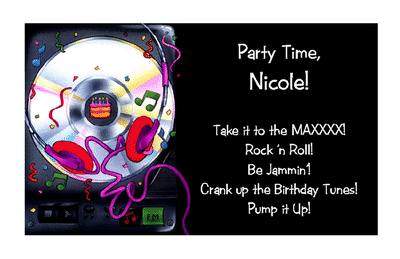 Party Time,
Nicole!
Take it to the MAXXXX!
Rock 'n Roll!
Be Jammin'!
Crank up the Birthday Tunes!
Pump it Up!